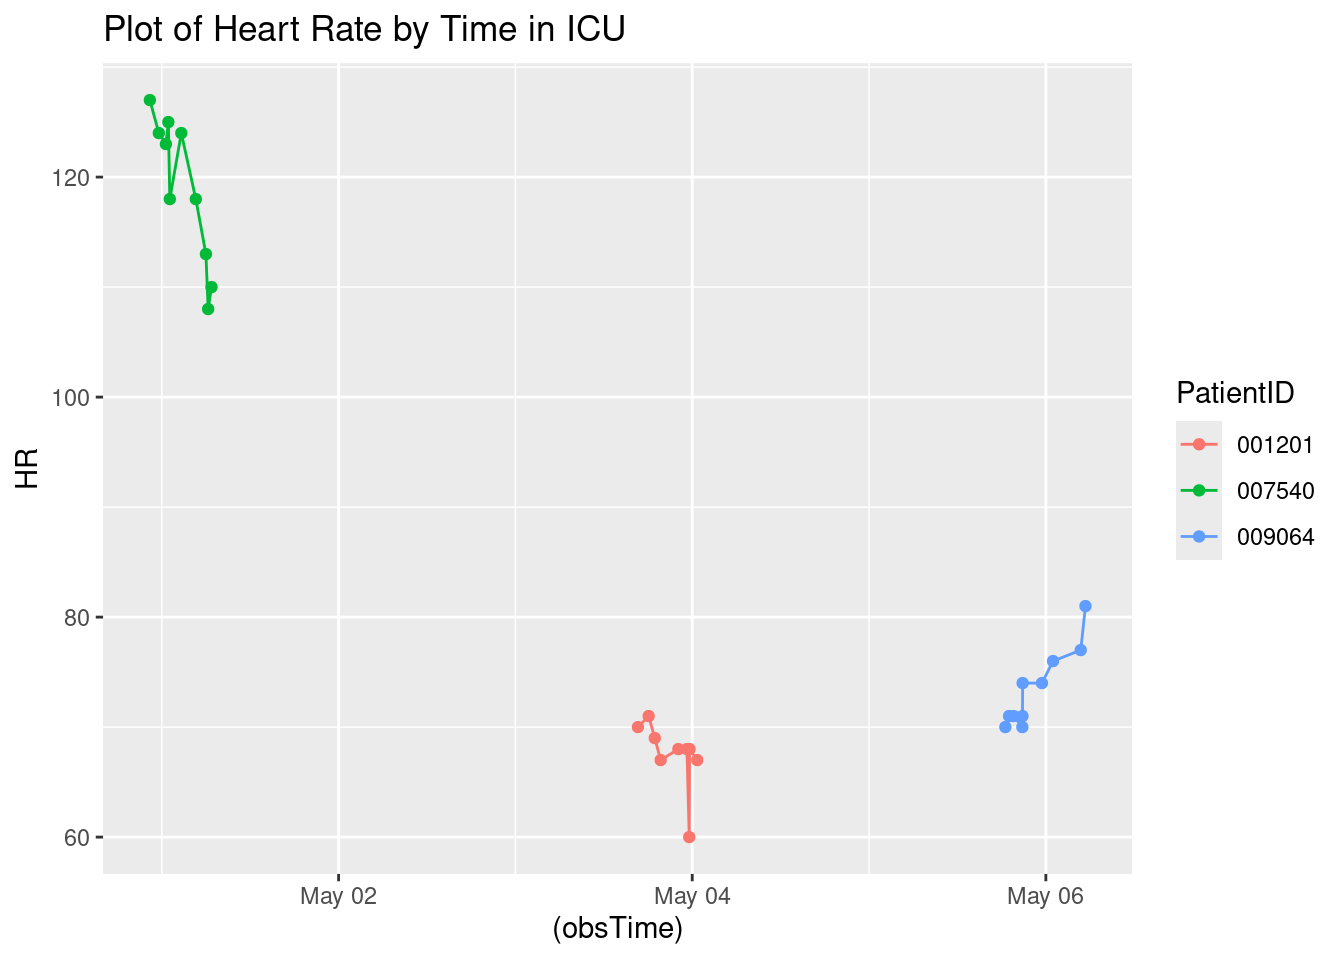 Plot of Heart Rate by Time in ICU
120
100
80
60
HR
May 02
May 04
May 06
(obsTime)
PatientID
001201
007540
009064